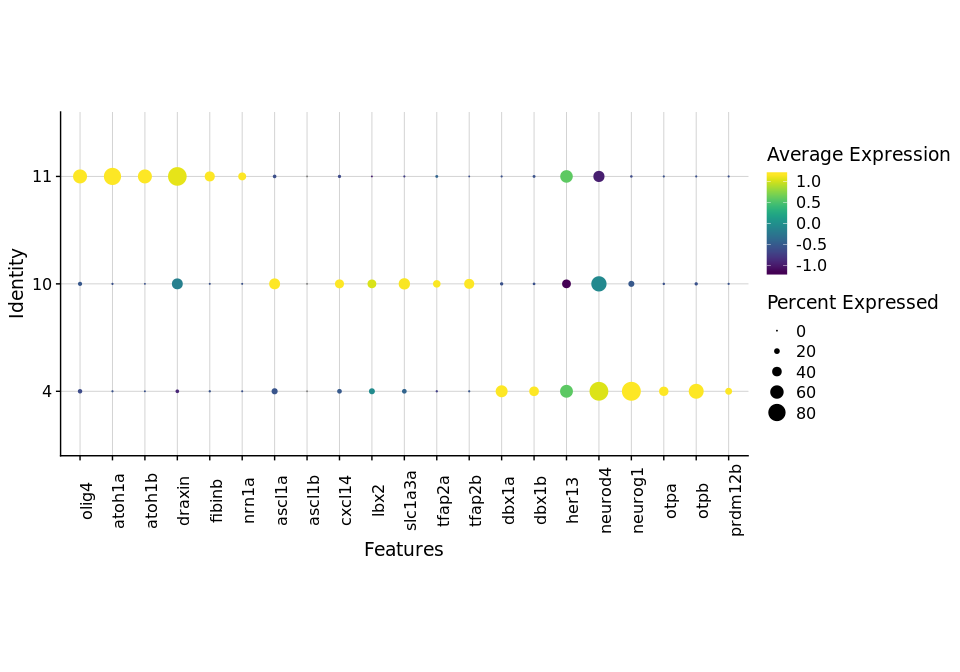 Identity
11
10
4
olig4
atoh1a
atoh1b
draxin
fibinb
nrn1a
ascl1a
ascl1b
cxcl14
lbx2
slc1a3a
tfap2a
tfap2b
dbx1a
dbx1b
her13
neurod4
neurog1
otpa
otpb
prdm12b
Features
Average Expression
1.0
0.5
0.0
-0.5
-1.0
Percent Expressed
0
20
40
60
80